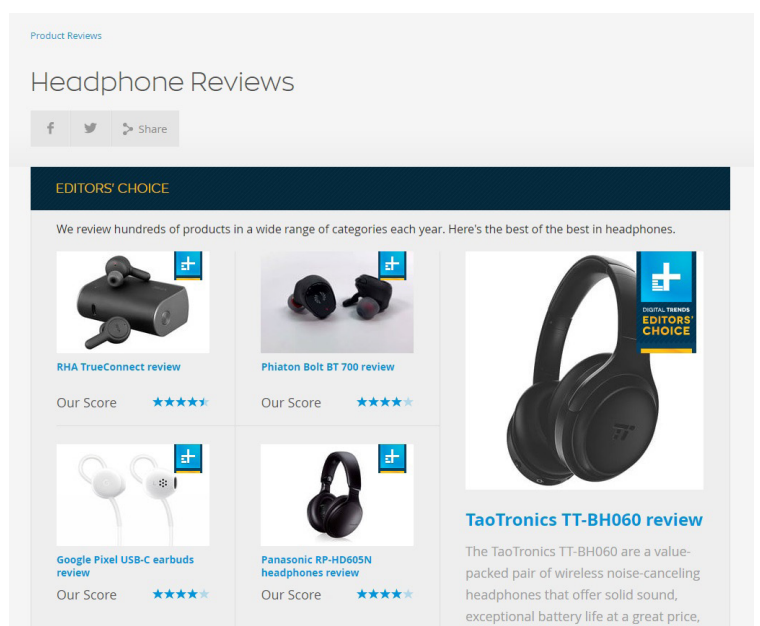 Product Reviews
Headphone Reviews
Share
EDITORS' CHOICE
We review hundreds of products in a wide range of categories each year. Here's the best of the best in headphones.
RHA TrueConnect review
Our Score
Phiaton Bolt BT 700 review
Our Score
DIGITAL TRENDS
EDITORS'
CHOICE
Google Pixel USB-C earbuds
review
Our Score
Panasonic RP-HD605N
headphones review
Our Score
TaoTronics TT-BH060 review
The TaoTronics TT-BH060 are a value-
packed pair of wireless noise-canceling
headphones that offer solid sound,
exceptional battery life at a great price,